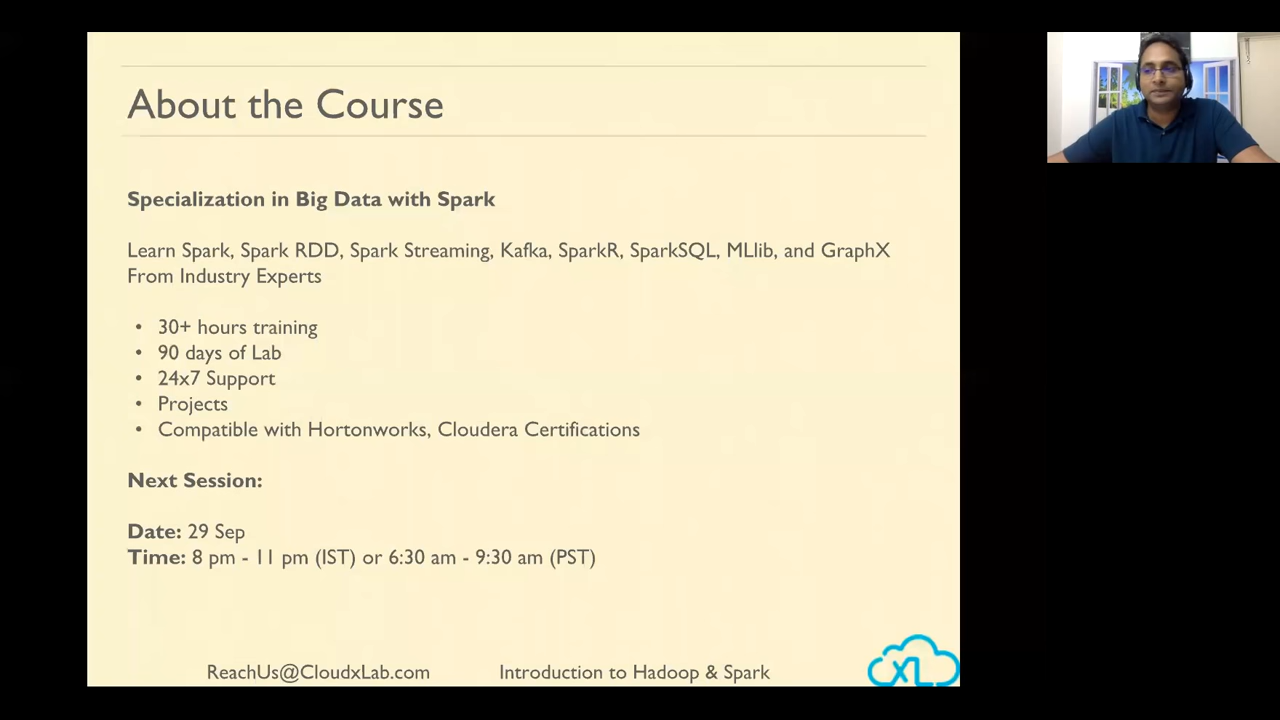 About the Course
Specialization in Big Data with Spark
Learn Spark, Spark RDD, Spark Streaming, Kafka, SparkR, SparkSQL, MLlib, and GraphX
From Industry Experts
• 30+ hours training
• 90 days of Lab
• 24x7 Support
• Projects
• Compatible with Hortonworks, Cloudera Certifications
Next Session:
Date: 29 Sep
Time: 8 pm - 11 pm (IST) or 6:30 am - 9:30 am (PST)
ReachUs@CloudxLab.com
Introduction to Hadoop & Spark
XL